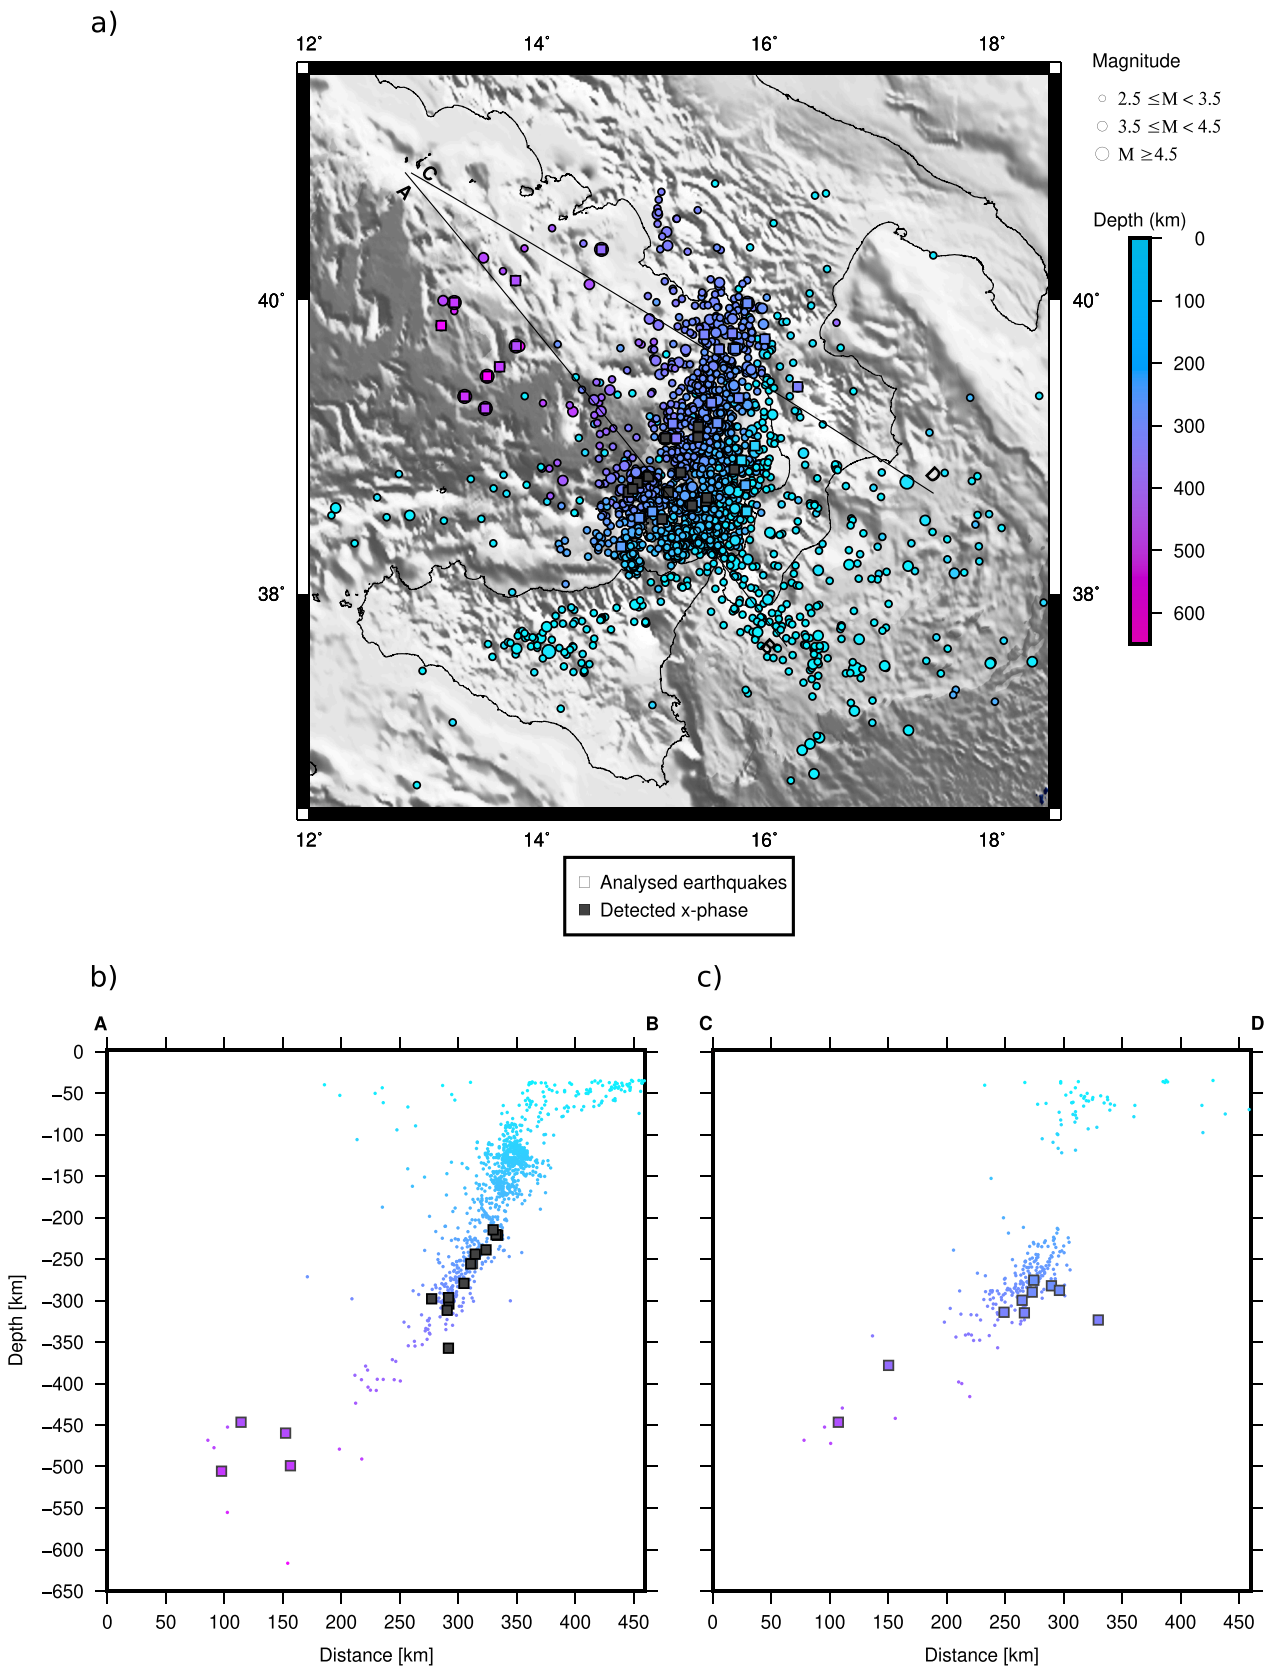 a)
12˚ 14˚ 16˚ 18˚
Magnitude
2.5 ≤M < 3.5
3.5 ≤M < 4.5
M ≥4.5
C
A
Depth (km)
0
100
200
300
400
500
600
40˚ 40˚
D
38˚ 38˚
B
12˚ 14˚ 16˚ 18˚
Analysed earthquakes
Detected x-phase
b) c)
A B C D
0
−50
−100
−150
−200
−250
−300
−350
−400
−450
−500
−550
−600
−650
Depth [km]
0 50 100 150 200 250 300 350 400 450
0 50 100 150 200 250 300 350 400 450
Distance [km] Distance [km]